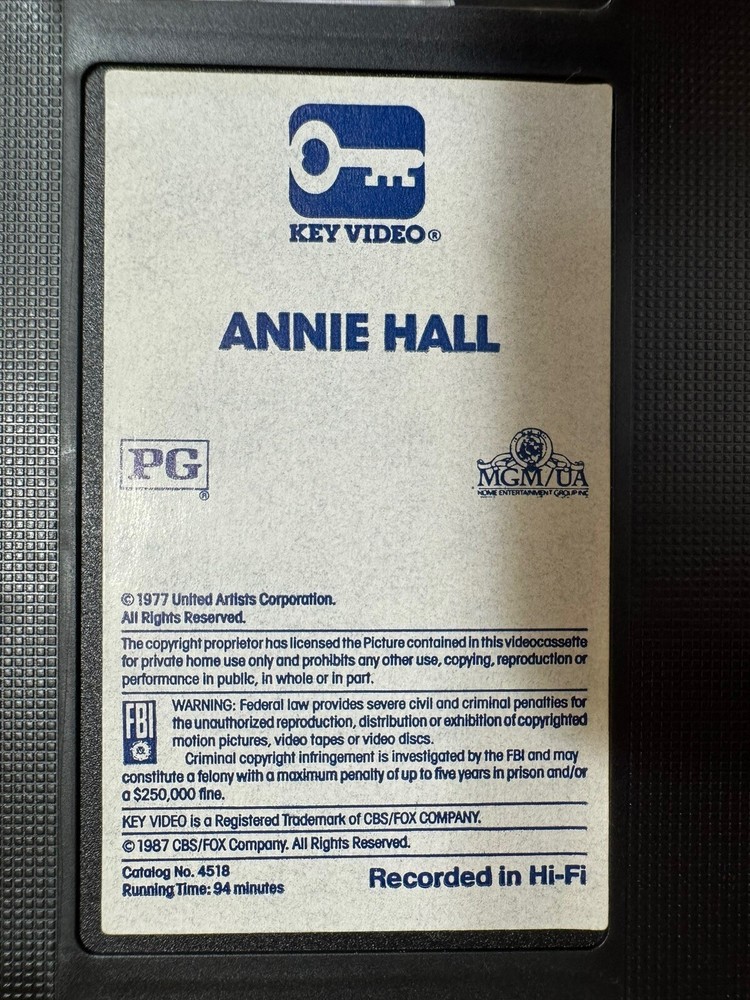 KEY VIDEO®
ANNIE HALL
PG
®
MGM/UA
HOME ENTERTAINMENT GROUP INC
© 1977 United Artists Corporation.
All Rights Reserved.
The copyright proprietor has licensed the Picture contained in this videocassette
for private home use only and prohibits any other use, copying, reproduction or
performance in public, in whole or in part.
FBI
WARNING: Federal law provides severe civil and criminal penalties for
the unauthorized reproduction, distribution or exhibition of copyrighted
motion pictures, video tapes or video discs.
Criminal copyright infringement is investigated by the FBI and may
constitute a felony with a maximum penalty of up to five years in prison and/or
a $250,000 fine.
KEY VIDEO is a Registered Trademark of CBS/FOX COMPANY.
© 1987 CBS/FOX Company. All Rights Reserved.
Catalog No. 4518
Running Time: 94 minutes
Recorded in Hi-Fi